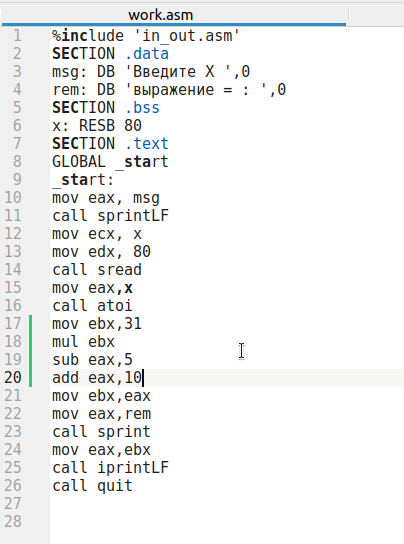 work.asm
1 %include 'in_out.asm'
2 SECTION .data
3 msg: DB 'Введите X ',0
4 rem: DB 'выражение = : ',0
5 SECTION .bss
6 x: RESB 80
7 SECTION .text
8 GLOBAL _start
9 _start:
10 mov eax, msg
11 call sprintLF
12 mov ecx, x
13 mov edx, 80
14 call sread
15 mov eax,x
16 call atoi
17 mov ebx,31
18 mul ebx
19 sub eax,5
20 add eax,10
21 mov ebx,eax
22 mov eax,rem
23 call sprint
24 mov eax,ebx
25 call iprintLF
26 call quit
27
28